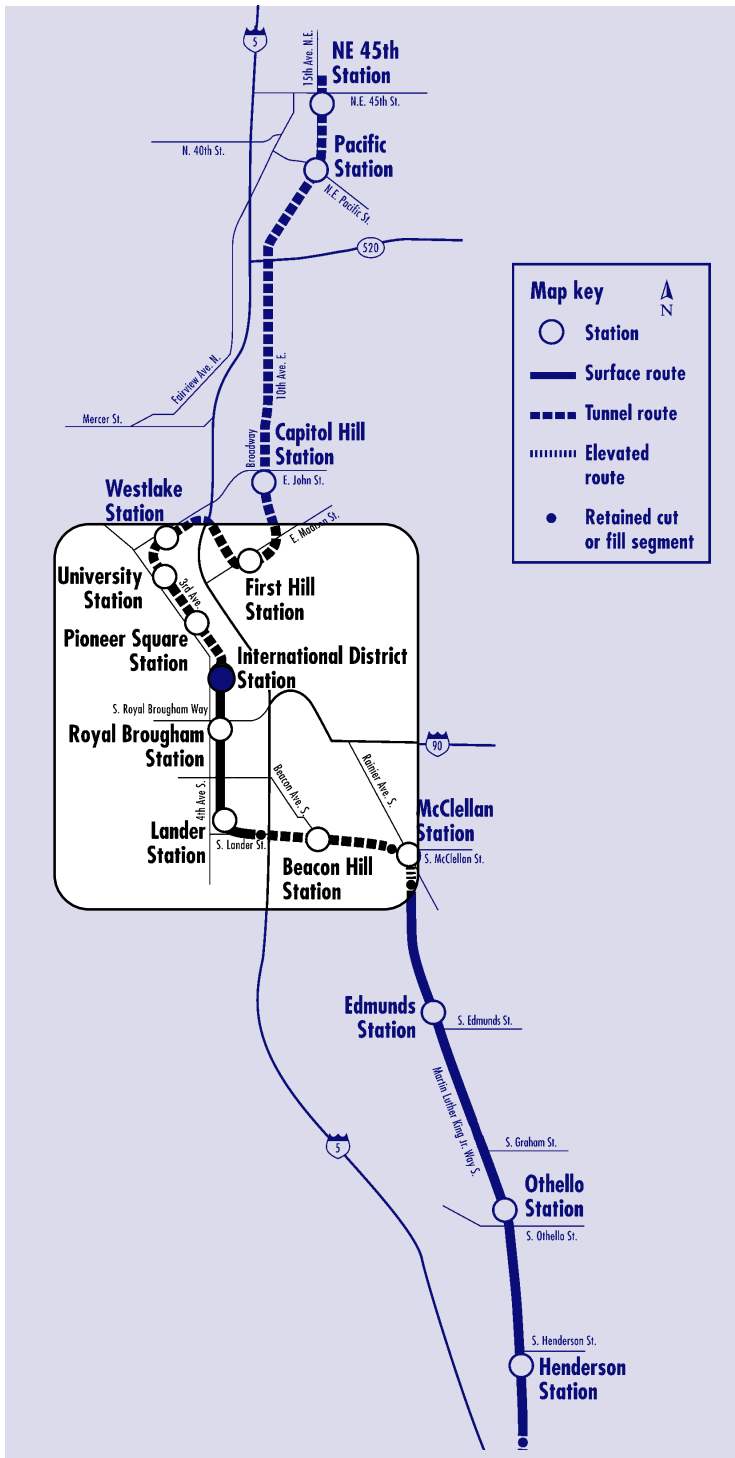 5
15th Ave. N.E.
NE 45th
Station
N.E. 45th St.
N. 40th St.
Pacific
Station
N.E. Pacific St.
520
Map key
N
Station
Surface route
Tunnel route
Elevated
route
Retained cut
or fill segment
Fairview Ave. N.
10th Ave. E.
Mercer St.
Broadway
Capitol Hill
Station
E. John St.
Westlake
Station
E. Madison St.
University
Station
3rd Ave.
First Hill
Station
Pioneer Square
Station
International District
Station
S. Royal Brougham Way
Royal Brougham
Station
90
Rainier Ave. S.
Beacon Ave. S.
4th Ave S.
McClellan
Station
Lander
Station
S. Lander St.
Beacon Hill
Station
S. McClellan St.
Edmunds
Station
S. Edmunds St.
Martin Luther King Jr. Way S.
5
S. Graham St.
Othello
Station
S. Othello St.
S. Henderson St.
Henderson
Station